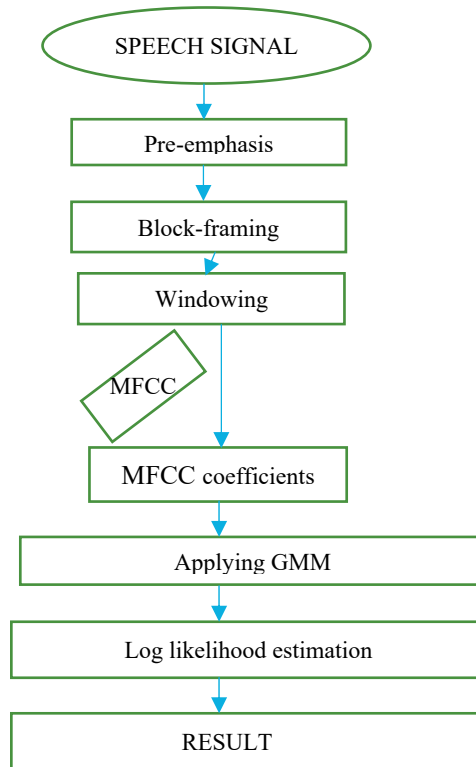 SPEECH SIGNAL
Pre-emphasis
Block-framing
Windowing
MFCC
MFCC coefficients
Applying GMM
Log likelihood estimation
RESULT